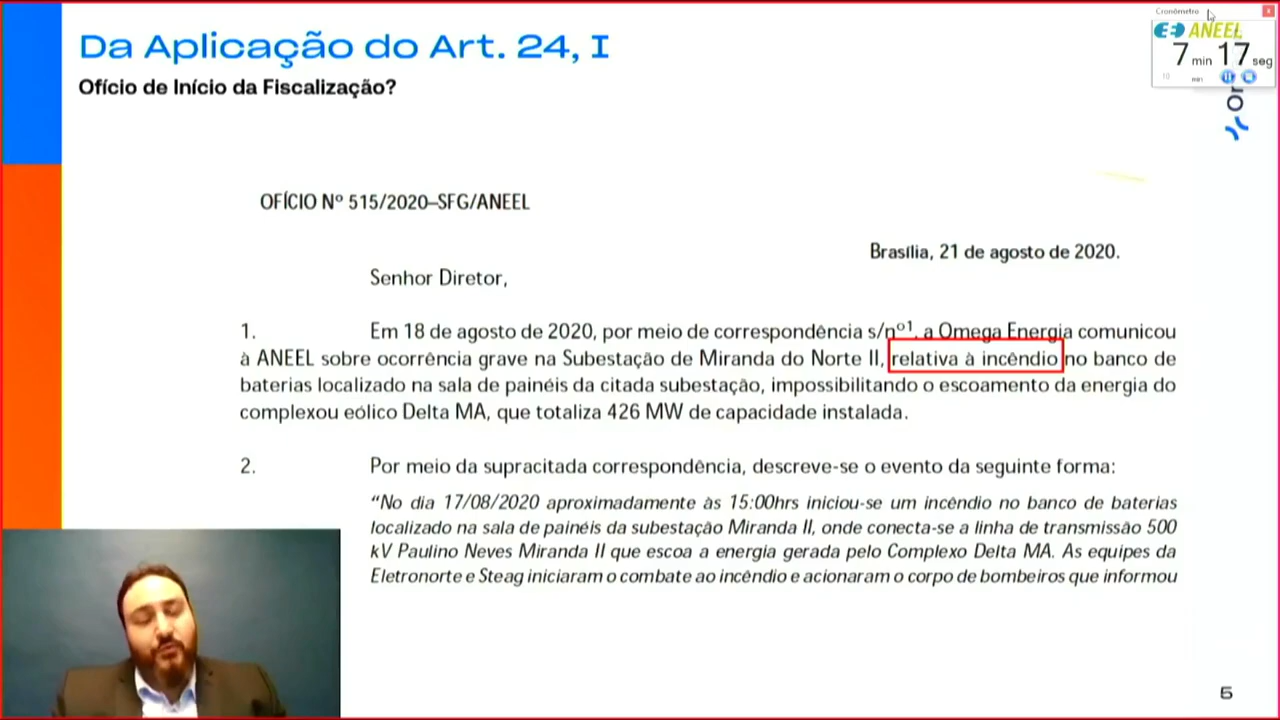 Cronômetro
Da Aplicação do Art. 24, I
ANEEL
7 min 17 seg
10 min
Ofício de Início da Fiscalização?
OFÍCIO Nº 515/2020–SFG/ANEEL
Brasília, 21 de agosto de 2020.
Senhor Diretor,
1. Em 18 de agosto de 2020, por meio de correspondência s/nº1, a Omega Energia comunicou
à ANEEL sobre ocorrência grave na Subestação de Miranda do Norte II, relativa à incêndio no banco de
baterias localizado na sala de painéis da citada subestação, impossibilitando o escoamento da energia do
complexou eólico Delta MA, que totaliza 426 MW de capacidade instalada.
2. Por meio da supracitada correspondência, descreve-se o evento da seguinte forma:
“No dia 17/08/2020 aproximadamente às 15:00hrs iniciou-se um incêndio no banco de baterias
localizado na sala de painéis da subestação Miranda II, onde conecta-se a linha de transmissão 500
kV Paulino Neves Miranda II que escoa a energia gerada pelo Complexo Delta MA. As equipes da
Eletronorte e Steag iniciaram o combate ao incêndio e acionaram o corpo de bombeiros que informou
5